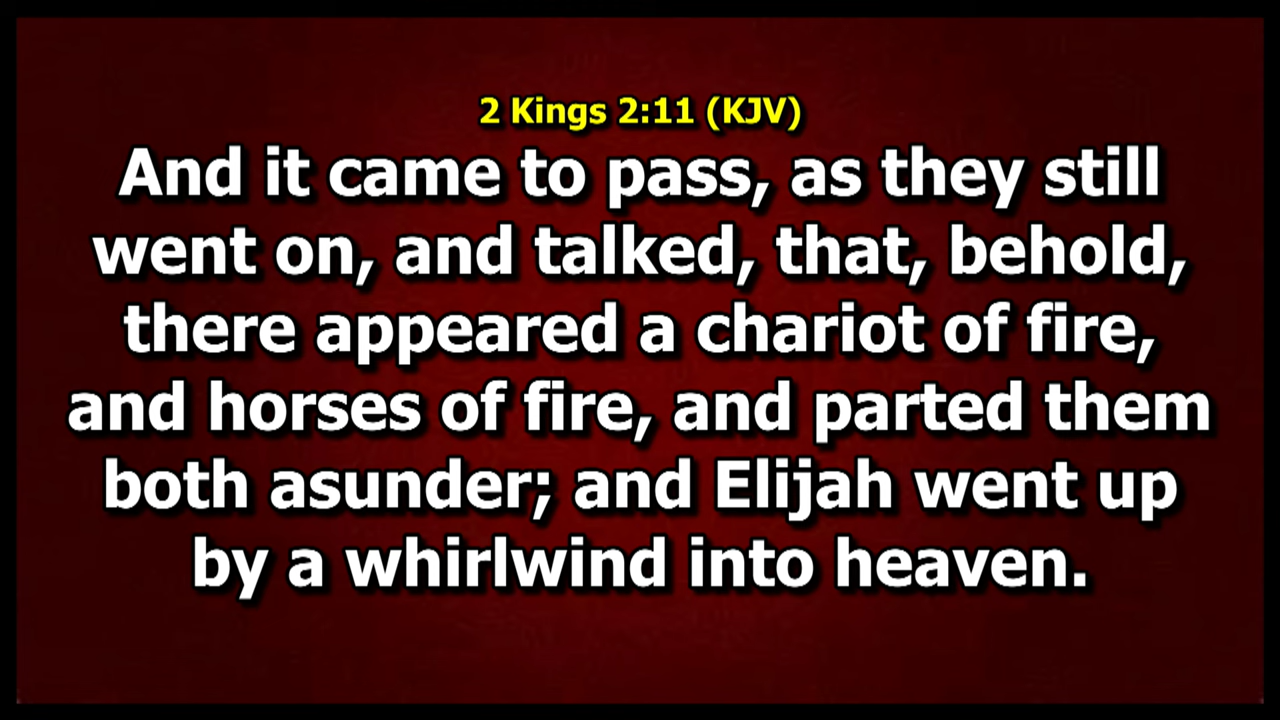 2 Kings 2:11 (KJV)
And it came to pass, as they still
went on, and talked, that, behold,
there appeared a chariot of fire,
and horses of fire, and parted them
both asunder; and Elijah went up
by a whirlwind into heaven.